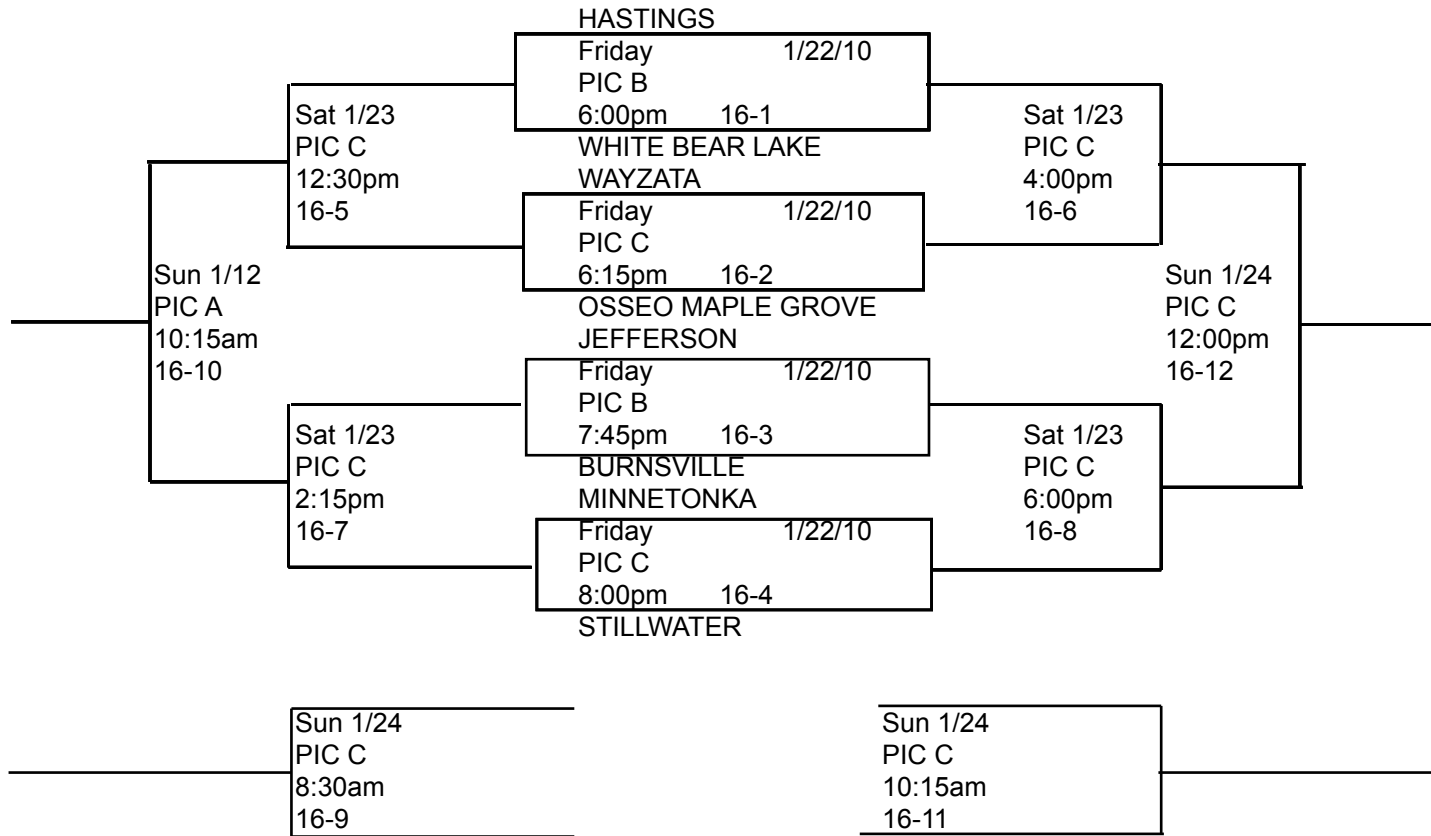 HASTINGS
Friday 1/22/10
PIC B
6:00pm 16-1
WHITE BEAR LAKE
WAYZATA
Friday 1/22/10
PIC C
6:15pm 16-2
OSSEO MAPLE GROVE
JEFFERSON
Friday 1/22/10
PIC B
7:45pm 16-3
BURNSVILLE
MINNETONKA
Friday 1/22/10
PIC C
8:00pm 16-4
STILLWATER
Sat 1/23
PIC C
12:30pm
16-5
Sat 1/23
PIC C
4:00pm
16-6
Sun 1/12
PIC A
10:15am
16-10
Sun 1/24
PIC C
12:00pm
16-12
Sat 1/23
PIC C
2:15pm
16-7
Sat 1/23
PIC C
6:00pm
16-8
Sun 1/24
PIC C
8:30am
16-9
Sun 1/24
PIC C
10:15am
16-11